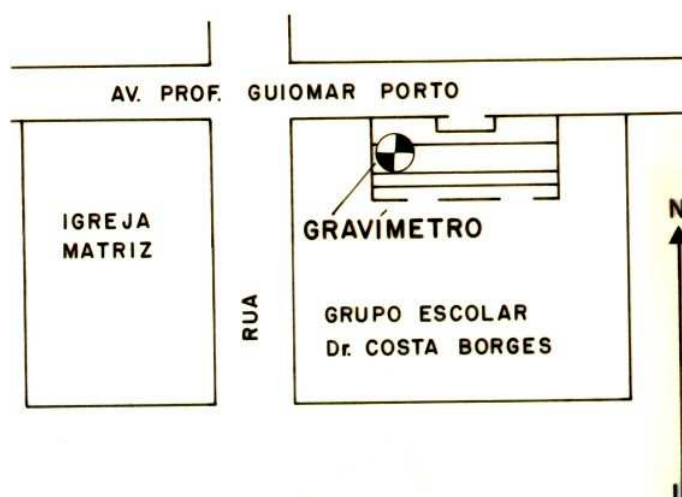 AV. PROF. GUIOMAR PORTO
IGREJA
MATRIZ
GRAVÍMETRO
N
RUA
GRUPO ESCOLAR
Dr. COSTA BORGES